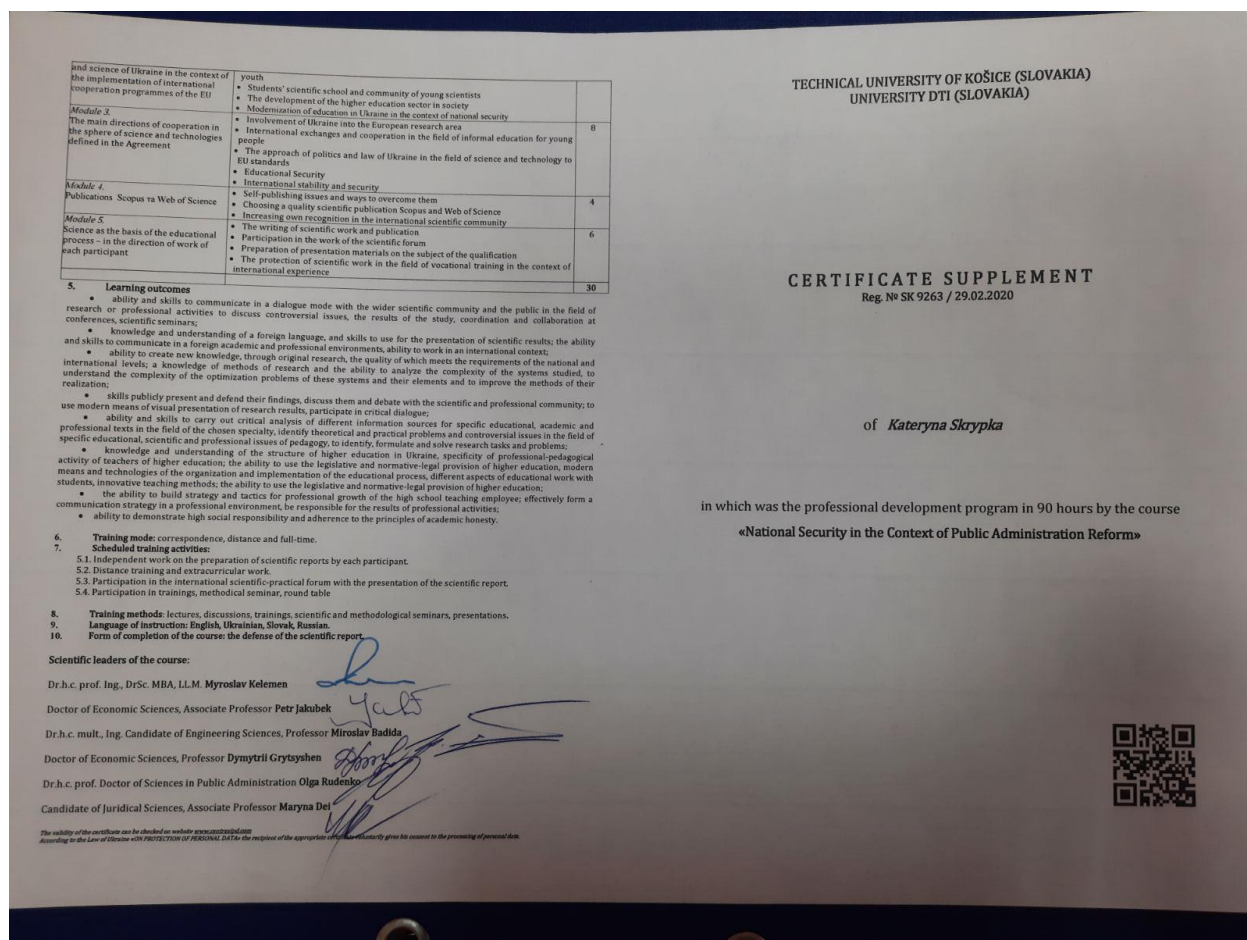 and science of Ukraine in the context of
the implementation of international
cooperation programmes of the EU
youth
• Students' scientific school and community of young scientists
• The development of the higher education sector in society
• Modernization of education in Ukraine in the context of national security
Module 3.
The main directions of cooperation in
the sphere of science and technologies
defined in the Agreement
• Involvement of Ukraine into the European research area
• International exchanges and cooperation in the field of informal education for young
people
• The approach of politics and law of Ukraine in the field of science and technology to
EU standards
• Educational Security
• International stability and security
8
Module 4.
Publications Scopus та Web of Science
• Self-publishing issues and ways to overcome them
• Choosing a quality scientific publication Scopus and Web of Science
• Increasing own recognition in the international scientific community
4
Module 5.
Science as the basis of the educational
process – in the direction of work of
each participant
• The writing of scientific work and publication
• Participation in the work of the scientific forum
• Preparation of presentation materials on the subject of the qualification
• The protection of scientific work in the field of vocational training in the context of
international experience
6
30
5. Learning outcomes
• ability and skills to communicate in a dialogue mode with the wider scientific community and the public in the field of
research or professional activities to discuss controversial issues, the results of the study, coordination and collaboration at
conferences, scientific seminars;
• knowledge and understanding of a foreign language, and skills to use for the presentation of scientific results; the ability
and skills to communicate in a foreign academic and professional environments, ability to work in an international context;
• ability to create new knowledge, through original research, the quality of which meets the requirements of the national and
international levels; a knowledge of methods of research and the ability to analyze the complexity of the systems studied, to
understand the complexity of the optimization problems of these systems and their elements and to improve the methods of their
realization;
• skills publicly present and defend their findings, discuss them and debate with the scientific and professional community; to
use modern means of visual presentation of research results, participate in critical dialogue;
• ability and skills to carry out critical analysis of different information sources for specific educational, academic and
professional texts in the field of the chosen specialty, identify theoretical and practical problems and controversial issues in the field of
specific educational, scientific and professional issues of pedagogy, to identify, formulate and solve research tasks and problems;
• knowledge and understanding of the structure of higher education in Ukraine, specificity of professional-pedagogical
activity of teachers of higher education; the ability to use the legislative and normative-legal provision of higher education, modern
means and technologies of the organization and implementation of the educational process, different aspects of educational work with
students, innovative teaching methods; the ability to use the legislative and normative-legal provision of higher education;
• the ability to build strategy and tactics for professional growth of the high school teaching employee; effectively form a
communication strategy in a professional environment, be responsible for the results of professional activities;
• ability to demonstrate high social responsibility and adherence to the principles of academic honesty.
6. Training mode: correspondence, distance and full-time.
7. Scheduled training activities:
5.1. Independent work on the preparation of scientific reports by each participant.
5.2. Distance training and extracurricular work.
5.3. Participation in the international scientific-practical forum with the presentation of the scientific report.
5.4. Participation in trainings, methodical seminar, round table
8. Training methods: lectures, discussions, trainings, scientific and methodological seminars, presentations.
9. Language of instruction: English, Ukrainian, Slovak, Russian.
10. Form of completion of the course: the defense of the scientific report.
Scientific leaders of the course:
Dr.h.c. prof. Ing., DrSc. MBA, LL.M. Myroslav Kelemen
Doctor of Economic Sciences, Associate Professor Petr Jakubek
Dr.h.c. mult., Ing. Candidate of Engineering Sciences, Professor Miroslav Badida
Doctor of Economic Sciences, Professor Dymytrii Grytsyshen
Dr.h.c. prof. Doctor of Sciences in Public Administration Olga Rudenko
Candidate of Juridical Sciences, Associate Professor Maryna Dei
The validity of the certificate can be checked on website
According to the Law of Ukraine «ON PROTECTION OF PERSONAL DATA» the recipient of the appropriate voluntarily gives his consent to the processing of personal data.
TECHNICAL UNIVERSITY OF KOŠICE (SLOVAKIA)
UNIVERSITY DTI (SLOVAKIA)
CERTIFICATE SUPPLEMENT
Reg. № SK 9263 / 29.02.2020
of Kateryna Skrypka
in which was the professional development program in 90 hours by the course
«National Security in the Context of Public Administration Reform»